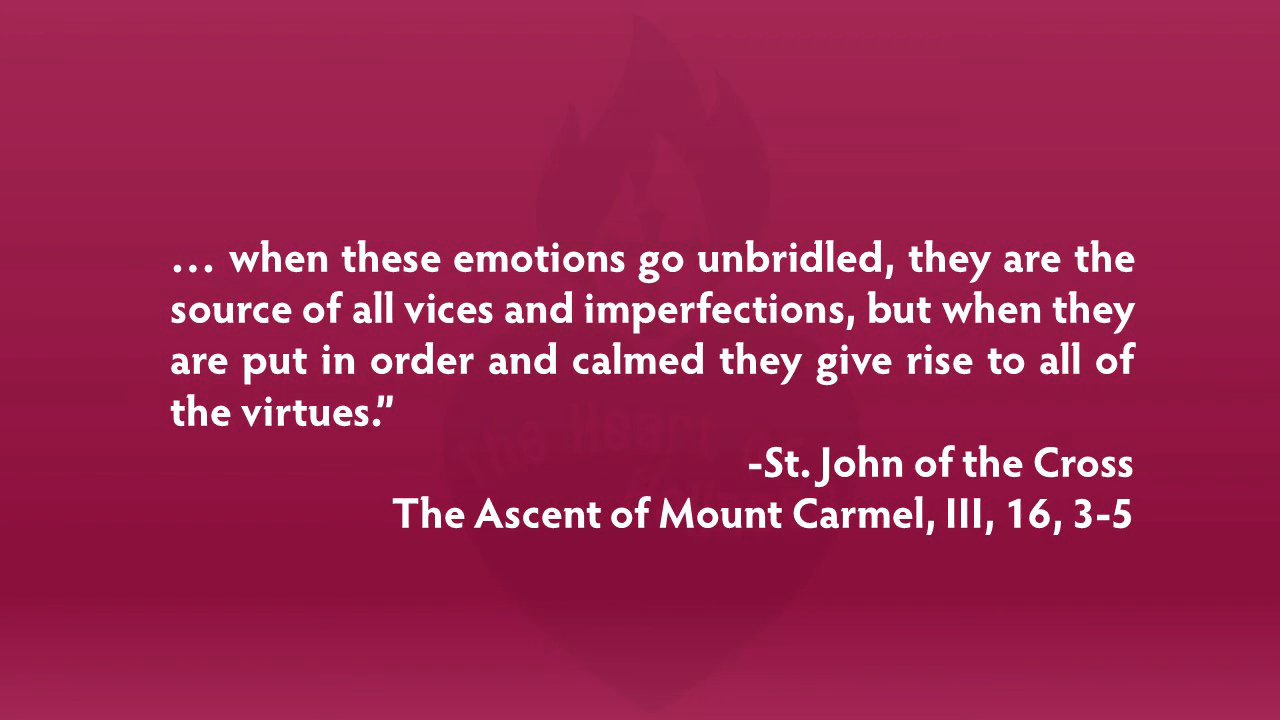 … when these emotions go unbridled, they are the
source of all vices and imperfections, but when they
are put in order and calmed they give rise to all of
the virtues.”
-St. John of the Cross
The Ascent of Mount Carmel, III, 16, 3-5
The Heart